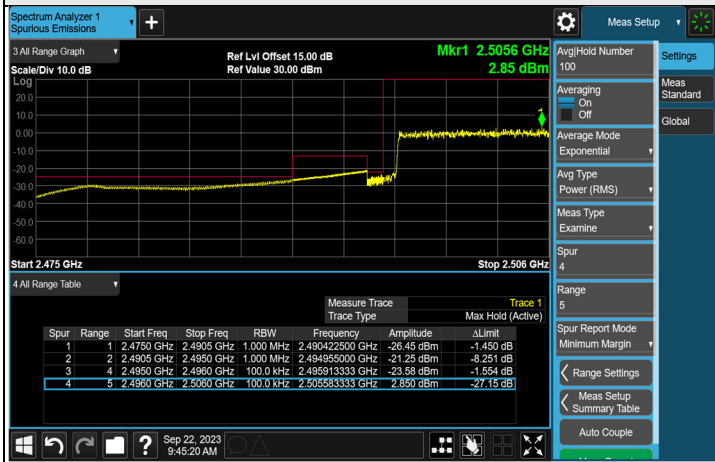 Spectrum Analyzer 1
Spurious Emissions
Meas Setup
3 All Range Graph
Ref Lvl Offset 15.00 dB
Mkr1 2.5056 GHz
Scale/Div 10.0 dB
Ref Value 30.00 dBm
2.85 dBm
Log
20.0
10.0
0.00
-10.0
-20.0
-30.0
-40.0
-50.0
-60.0
1
Start 2.475 GHz
Stop 2.506 GHz
4 All Range Table
Measure Trace Trace 1
Trace Type Max Hold (Active)
Spur Range Start Freq Stop Freq RBW Frequency Amplitude ΔLimit
1 1 2.4750 GHz 2.4905 GHz 1.000 MHz 2.490422500 GHz -26.45 dBm -1.450 dB
2 2 2.4905 GHz 2.4950 GHz 1.000 MHz 2.494955000 GHz -21.25 dBm -8.251 dB
3 4 2.4950 GHz 2.4960 GHz 100.0 kHz 2.495913333 GHz -23.58 dBm -1.554 dB
4 5 2.4960 GHz 2.5060 GHz 100.0 kHz 2.505583333 GHz 2.850 dBm -27.15 dB
Avg|Hold Number
100
Averaging
On
Off
Average Mode
Exponential
Avg Type
Power (RMS)
Meas Type
Examine
Spur
4
Range
5
Spur Report Mode
Minimum Margin
Range Settings
Meas Setup
Summary Table
Auto Couple
Settings
Meas
Standard
Global
?
Sep 22, 2023
9:45:20 AM